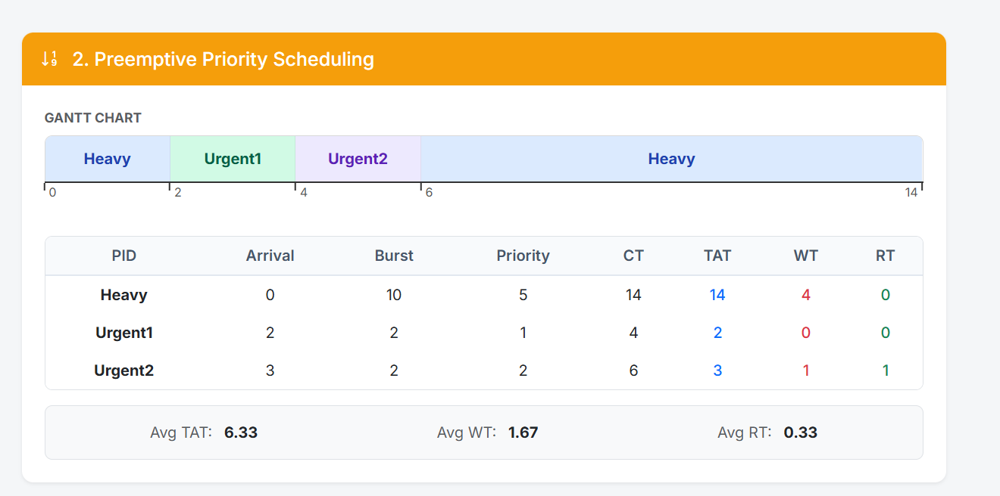 2. Preemptive Priority Scheduling
GANTT CHART
Heavy Urgent1 Urgent2 Heavy
0 2 4 6 14
PID Arrival Burst Priority CT TAT WT RT
Heavy 0 10 5 14 14 4 0
Urgent1 2 2 1 4 2 0 0
Urgent2 3 2 2 6 3 1 1
Avg TAT: 6.33 Avg WT: 1.67 Avg RT: 0.33